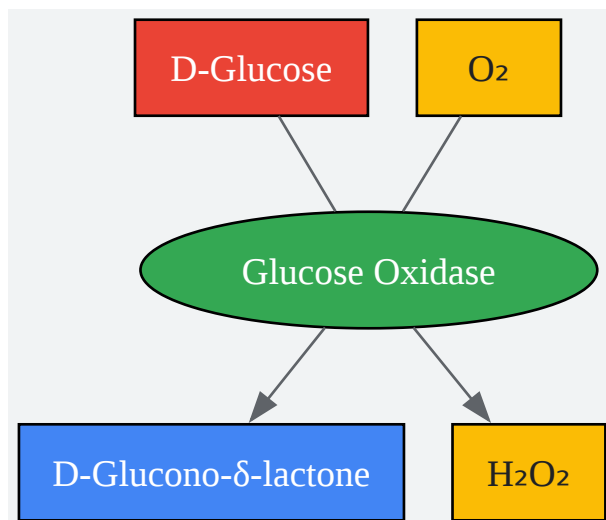 D-Glucose
O₂
Glucose Oxidase
D-Glucono-δ-lactone
H₂O₂